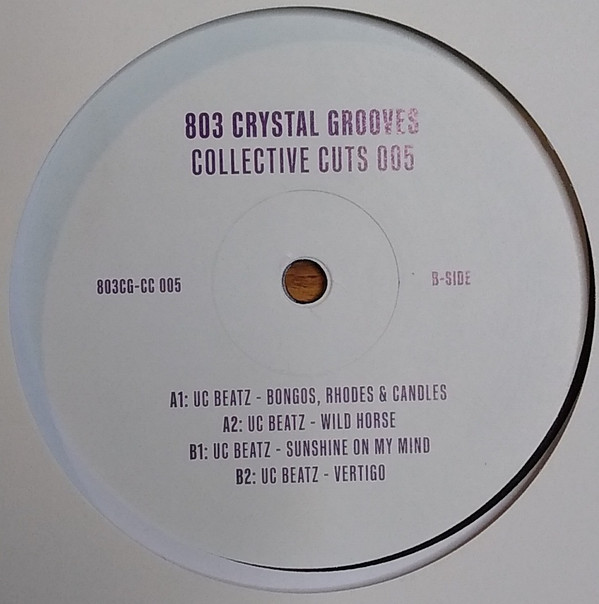 803 CRYSTAL GROOVES
COLLECTIVE CUTS 005
803CG-CC 005
B-SIDE
A1: UC BEATZ - BONGOS, RHODES & CANDLES
A2: UC BEATZ - WILD HORSE
B1: UC BEATZ - SUNSHINE ON MY MIND
B2: UC BEATZ - VERTIGO